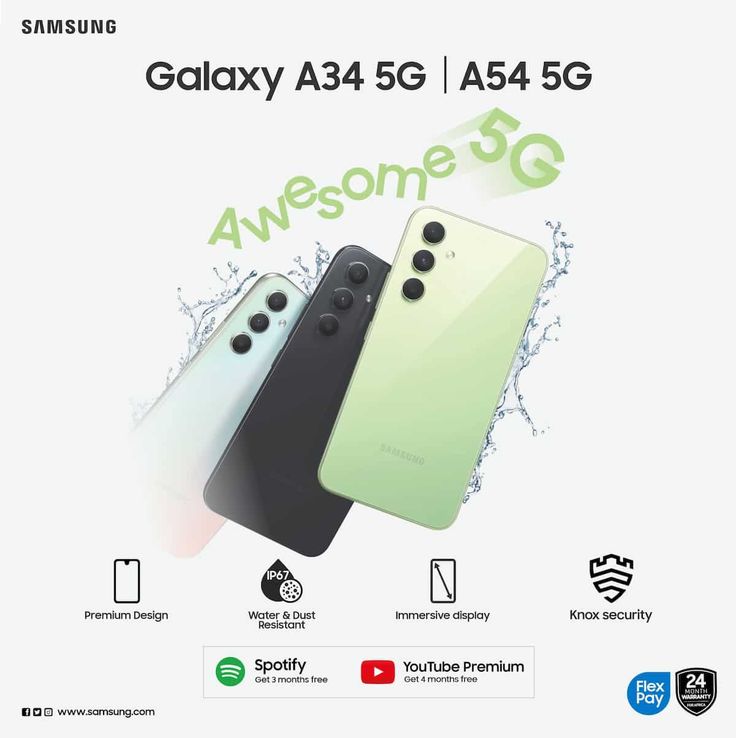 SAMSUNG
Galaxy A34 5G | A54 5G
Awesome 5G
SAMSUNG
Premium Design
IP67
Water & Dust
Resistant
Immersive display
Knox security
Spotify
Get 3 months free
YouTube Premium
Get 4 months free
Flex
Pay
24
MONTH
WARRANTY
FOR AFRICA
www.samsung.com